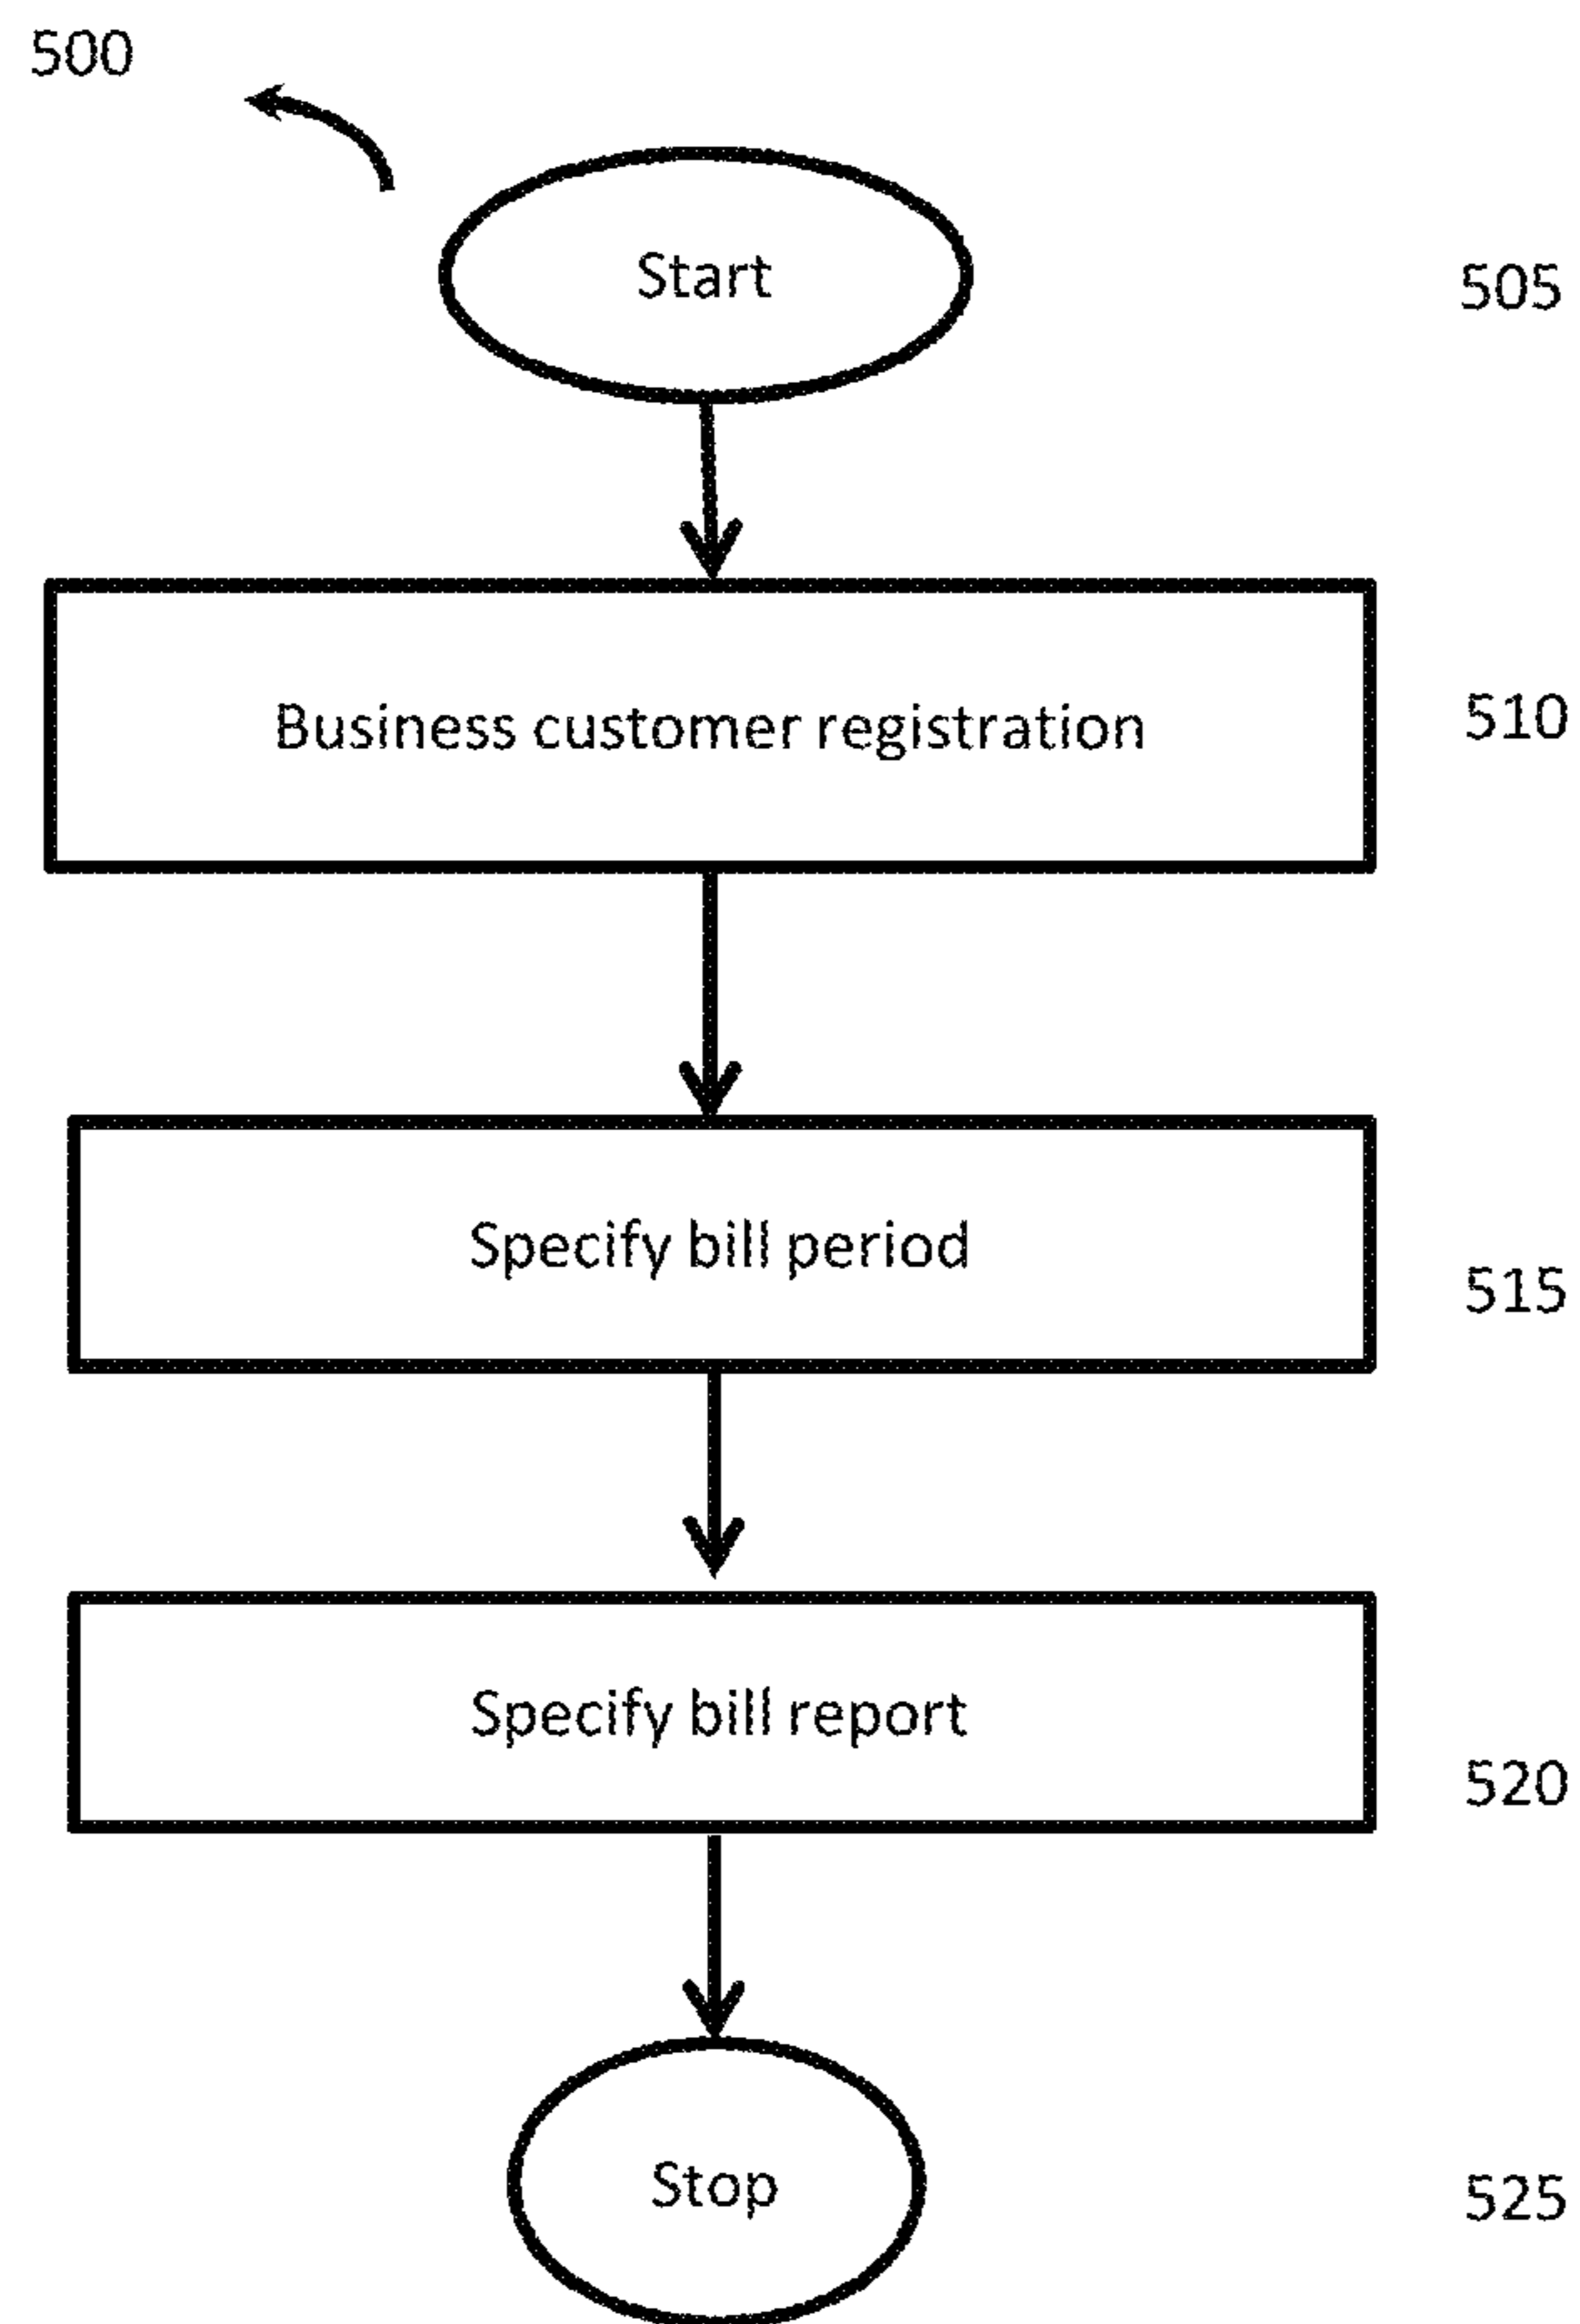 500
Start
505
Business customer registration
510
Specify bill period
515
Specify bill report
520
Stop
525